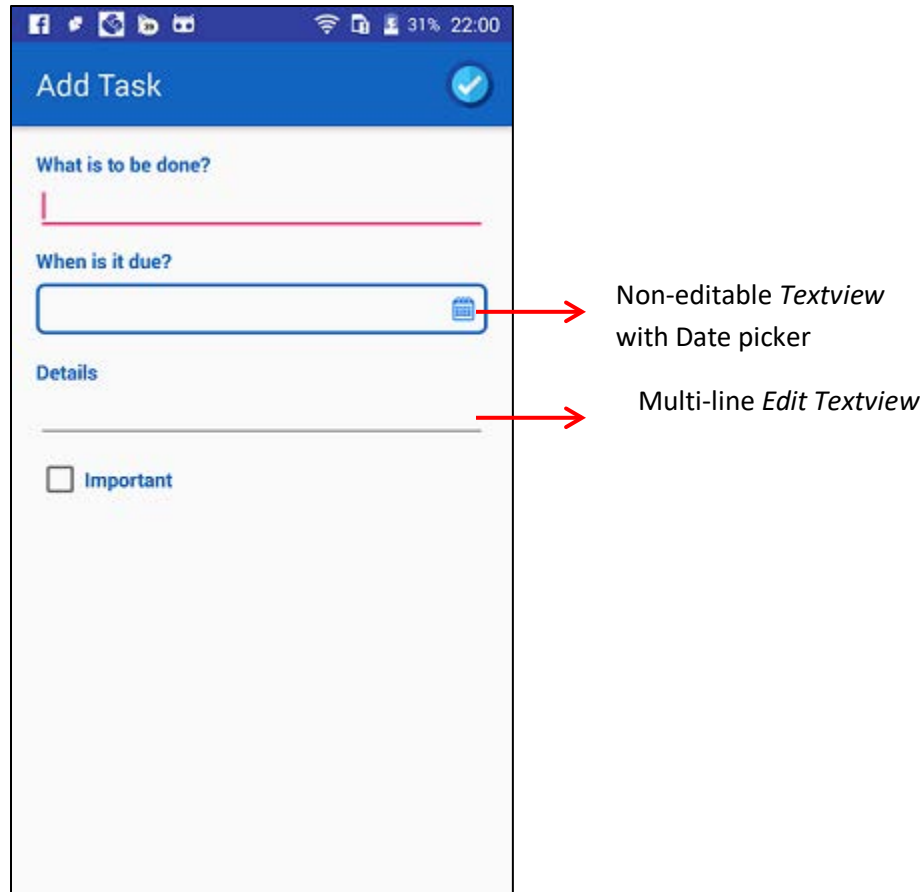 31% 22:00
Add Task
What is to be done?
When is it due?
Non-editable Textview
with Date picker
Details
Multi-line Edit Textview
Important